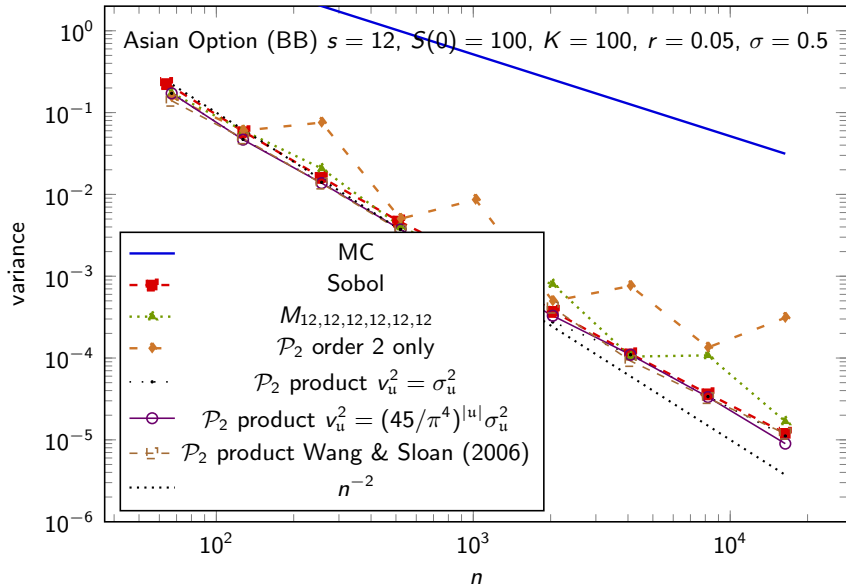 Asian Option (BB) s = 12, S(0) = 100, K = 100, r = 0.05, σ = 0.5
10^0
10^−1
10^−2
10^−3
10^−4
10^−5
10^−6
variance
MC
Sobol
M_{12,12,12,12,12,12}
𝒫_2 order 2 only
𝒫_2 product v_𝔲^2 = σ_𝔲^2
𝒫_2 product v_𝔲^2 = (45/π^4)^{|𝔲|}σ_𝔲^2
𝒫_2 product Wang & Sloan (2006)
n^−2
10^2
10^3
10^4
n